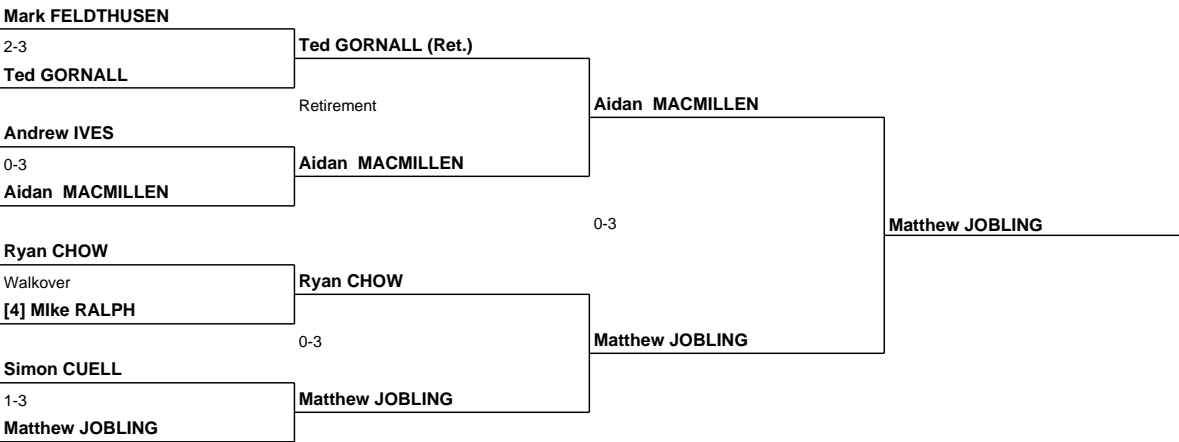 Mark FELDTHUSEN
2-3
Ted GORNALL (Ret.)
Ted GORNALL
Retirement
Aidan  MACMILLEN
Andrew IVES
0-3
Aidan  MACMILLEN
Aidan  MACMILLEN
0-3
Matthew JOBLING
Ryan CHOW
Walkover
Ryan CHOW
[4] MIke RALPH
0-3
Matthew JOBLING
Simon CUELL
1-3
Matthew JOBLING
Matthew JOBLING